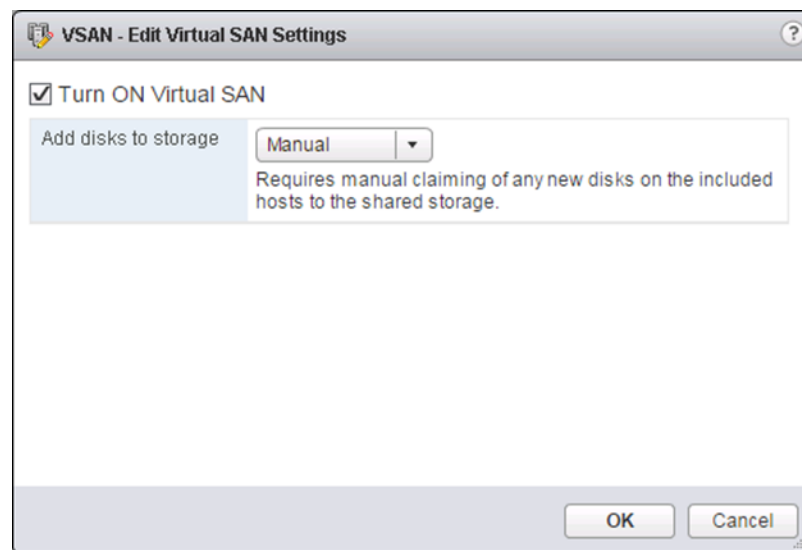 VSAN - Edit Virtual SAN Settings
?
Turn ON Virtual SAN
Add disks to storage
Manual
Requires manual claiming of any new disks on the included
hosts to the shared storage.
OK
Cancel